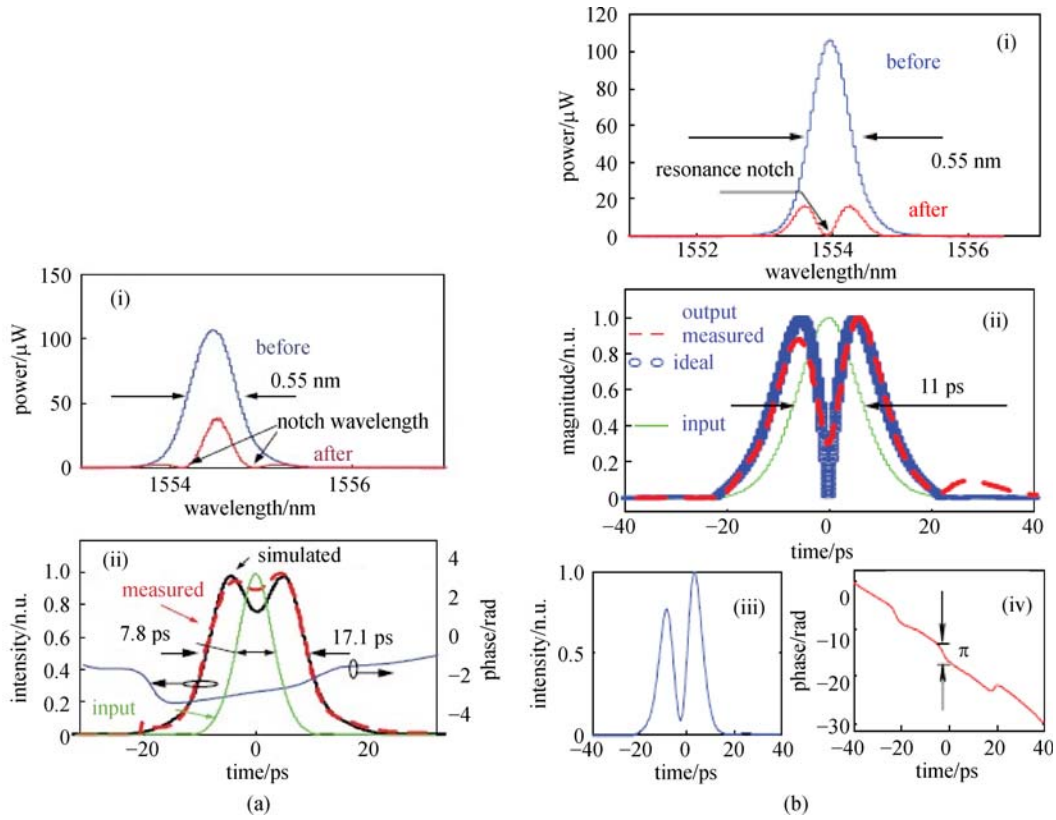 150
100
50
0
power/μW
(i)
before
0.55 nm
notch wavelength
after
1554
1556
wavelength/nm
(ii)
simulated
measured
7.8 ps
17.1 ps
input
1.0
0.8
0.6
0.4
0.2
0
intensity/n.u.
4
2
0
−2
−4
phase/rad
−20
0
20
time/ps
(a)
120
100
80
60
40
20
0
power/μW
(i)
before
0.55 nm
resonance notch
after
1552
1554
1556
wavelength/nm
1.0
0.8
0.6
0.4
0.2
0
magnitude/n.u.
output
measured
ideal
input
(ii)
11 ps
−40
−20
0
20
40
time/ps
1.0
0.5
0
intensity/n.u.
(iii)
−40
−20
0
20
40
time/ps
0
−10
−20
−30
phase/rad
(iv)
π
−40
−20
0
20
40
time/ps
(b)